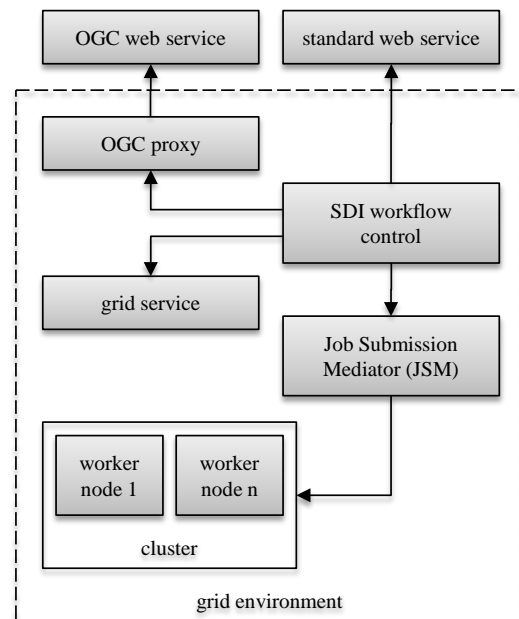 OGC web service
standard web service
OGC proxy
SDI workflow
control
grid service
Job Submission
Mediator (JSM)
worker
node 1
worker
node n
cluster
grid environment